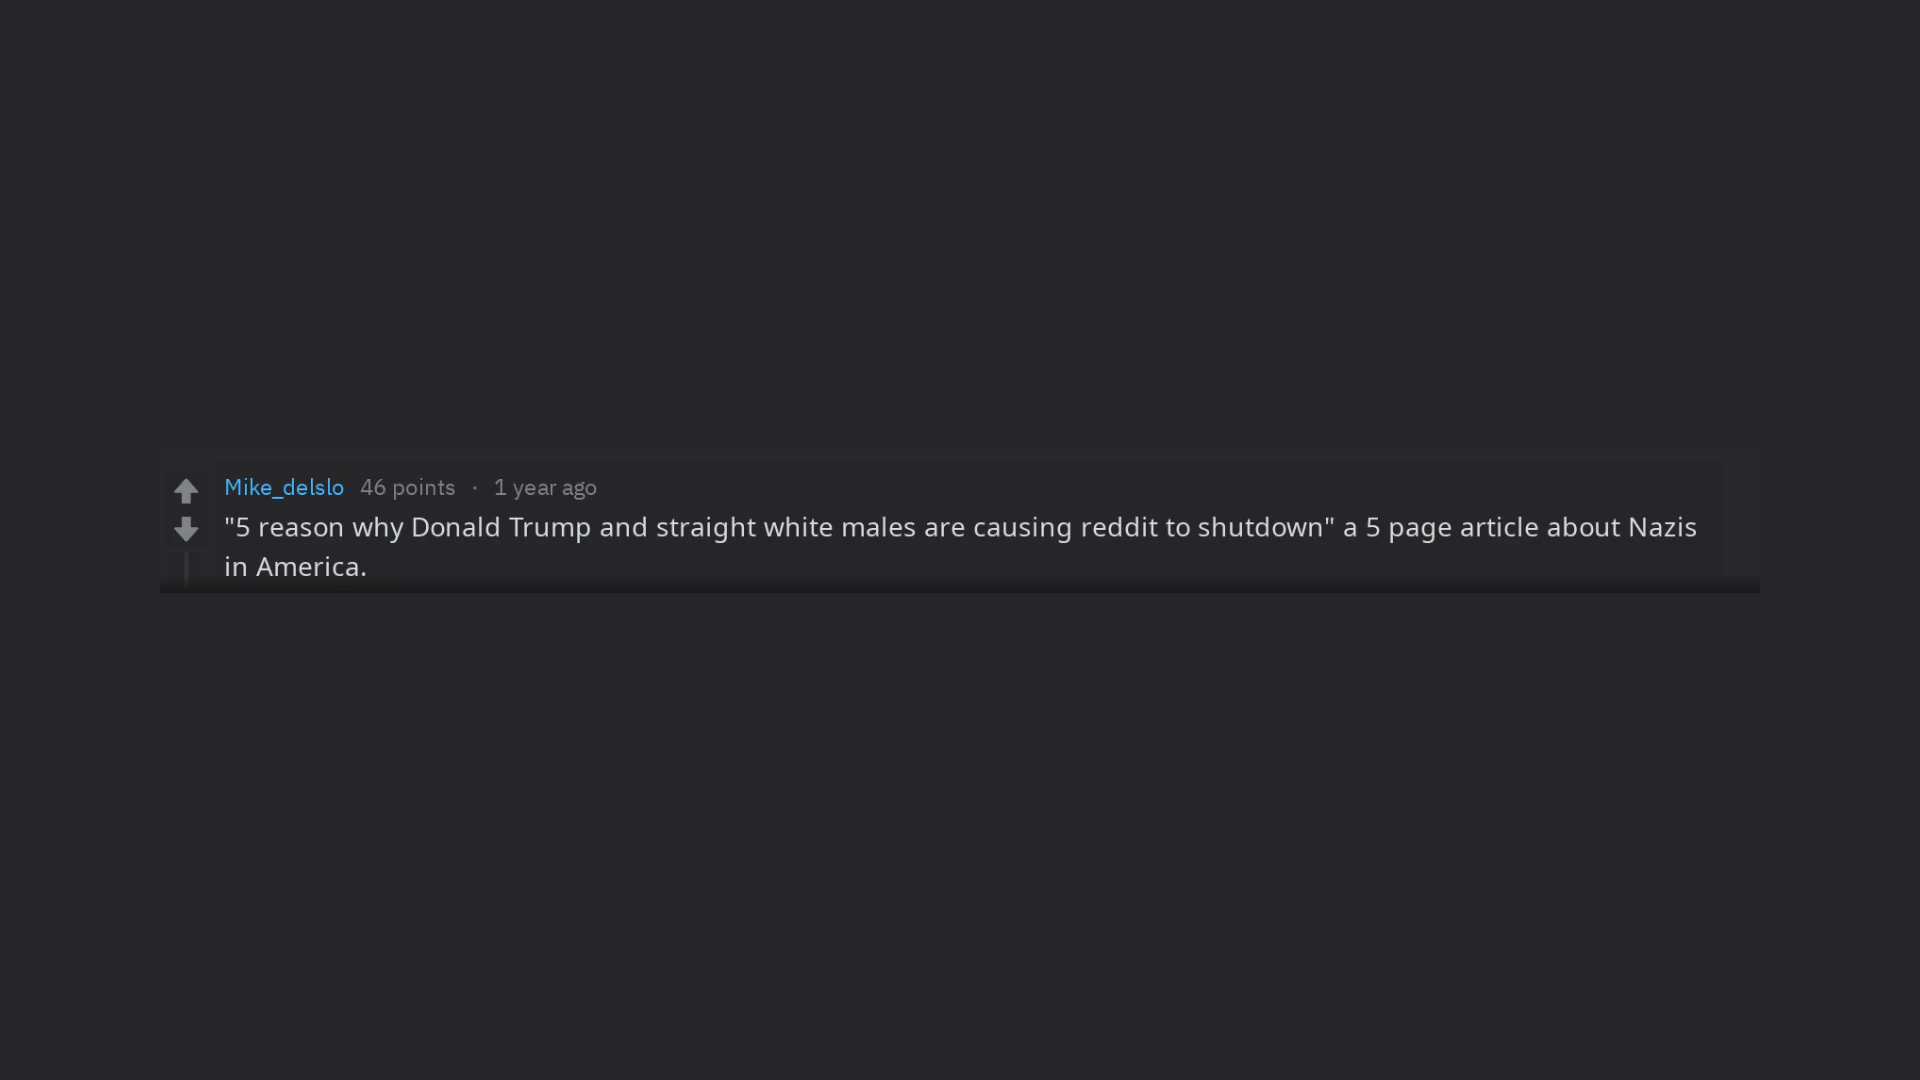 Mike_delslo 46 points · 1 year ago
"5 reason why Donald Trump and straight white males are causing reddit to shutdown" a 5 page article about Nazis
in America.